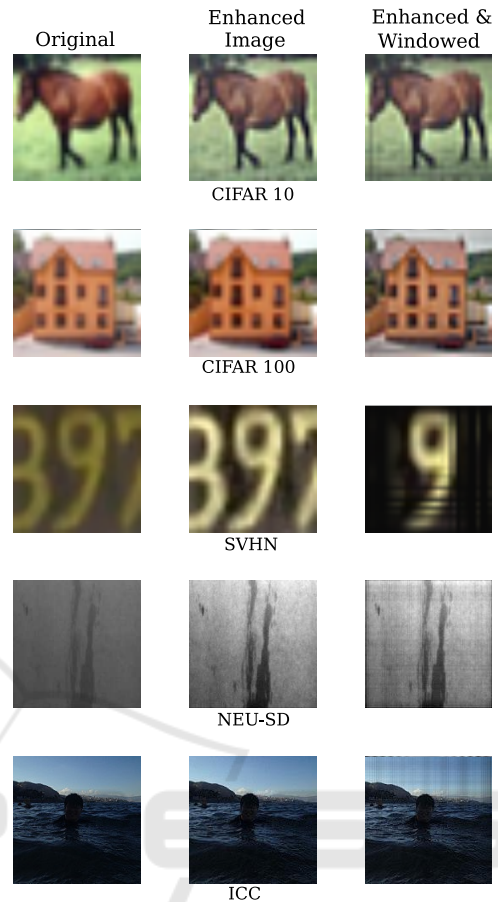 Original
Enhanced
Image
Enhanced &
Windowed
CIFAR 10
CIFAR 100
397
397
9
SVHN
NEU-SD
ICC